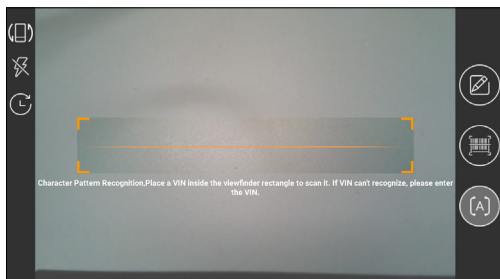 Character Pattern Recognition,Place a VIN inside the viewfinder rectangle to scan it. If VIN can't recognize, please enter
the VIN.
[A]